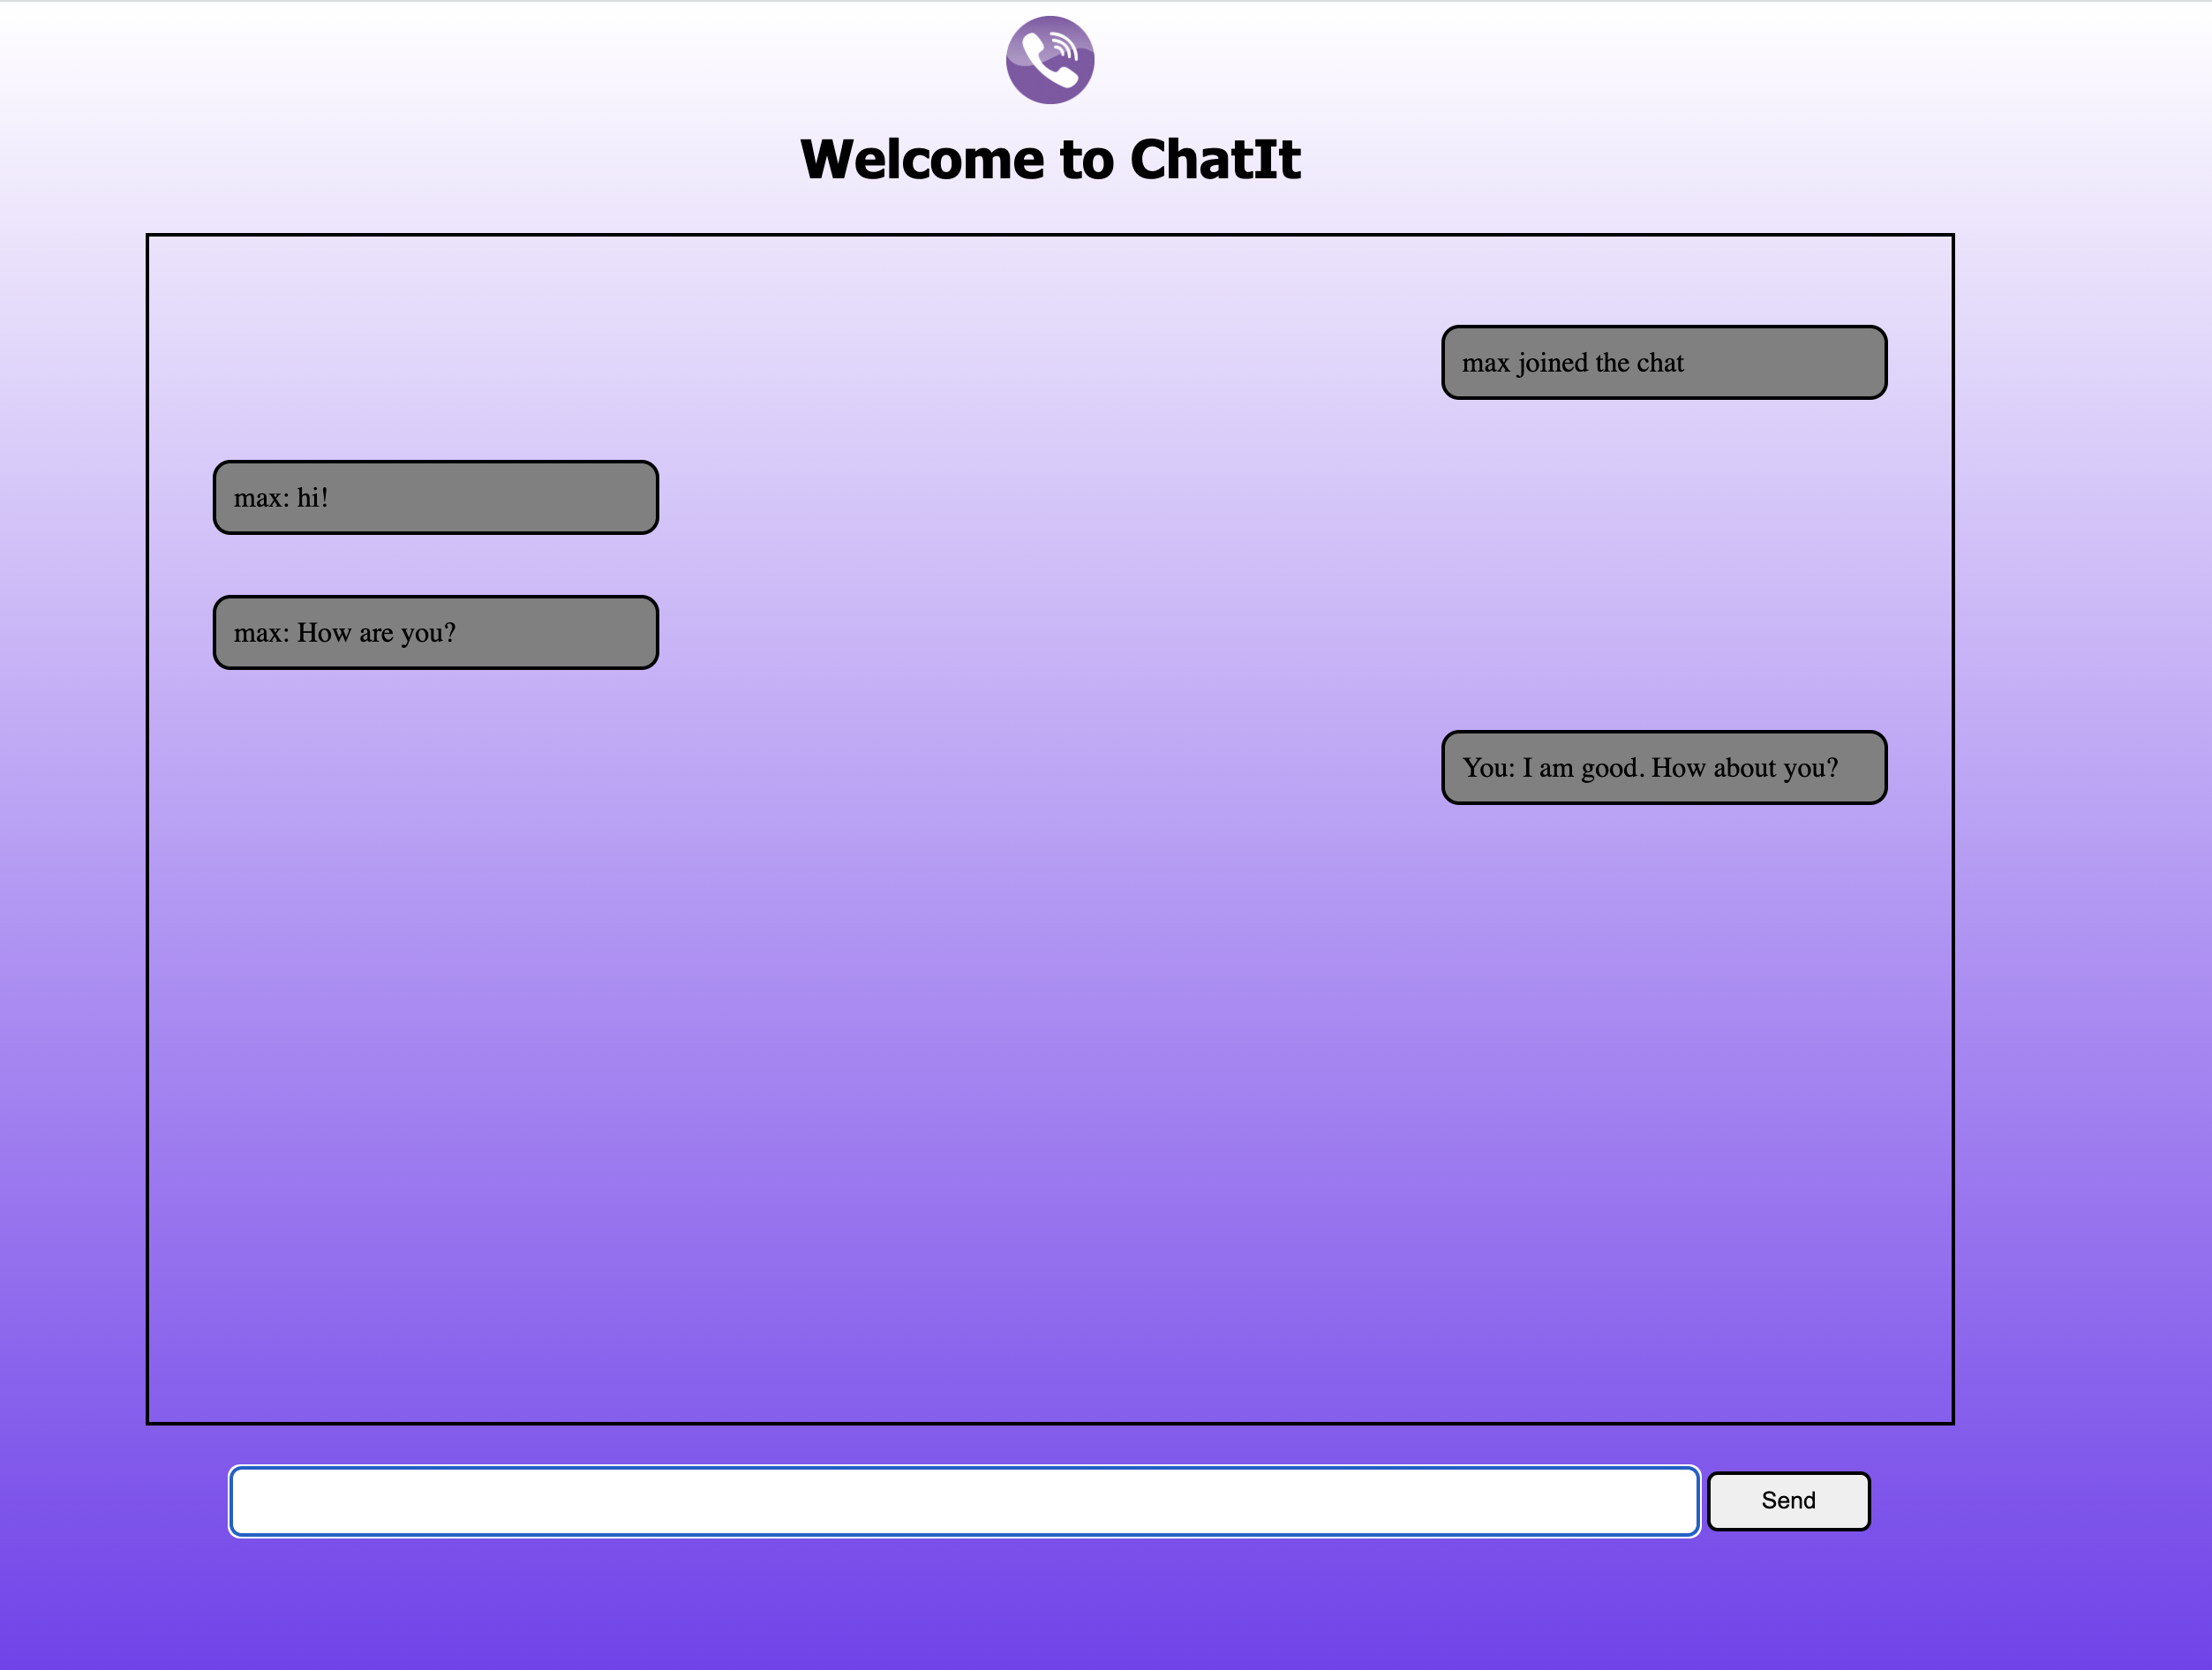 Welcome to ChatIt
max joined the chat
max: hi!
max: How are you?
You: I am good. How about you?
Send